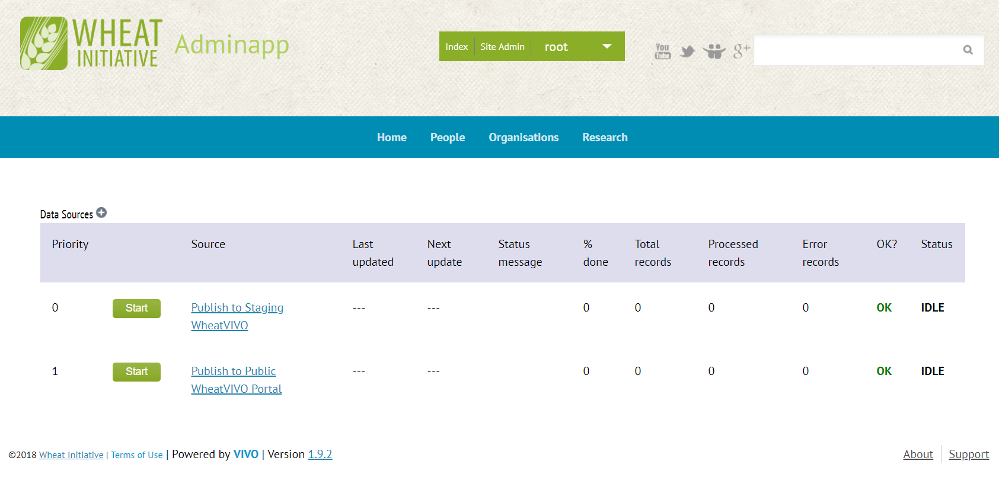 WHEAT
INITIATIVE
Adminapp
Index Site Admin root
You
Tube
g+
Home People Organisations Research
Data Sources
Priority Source Last updated Next update Status message % done Total records Processed records Error records OK? Status
0 Start Publish to Staging WheatVIVO --- --- 0 0 0 0 OK IDLE
1 Start Publish to Public WheatVIVO Portal --- --- 0 0 0 0 OK IDLE
©2018 Wheat Initiative | Terms of Use | Powered by VIVO | Version 1.9.2
About Support